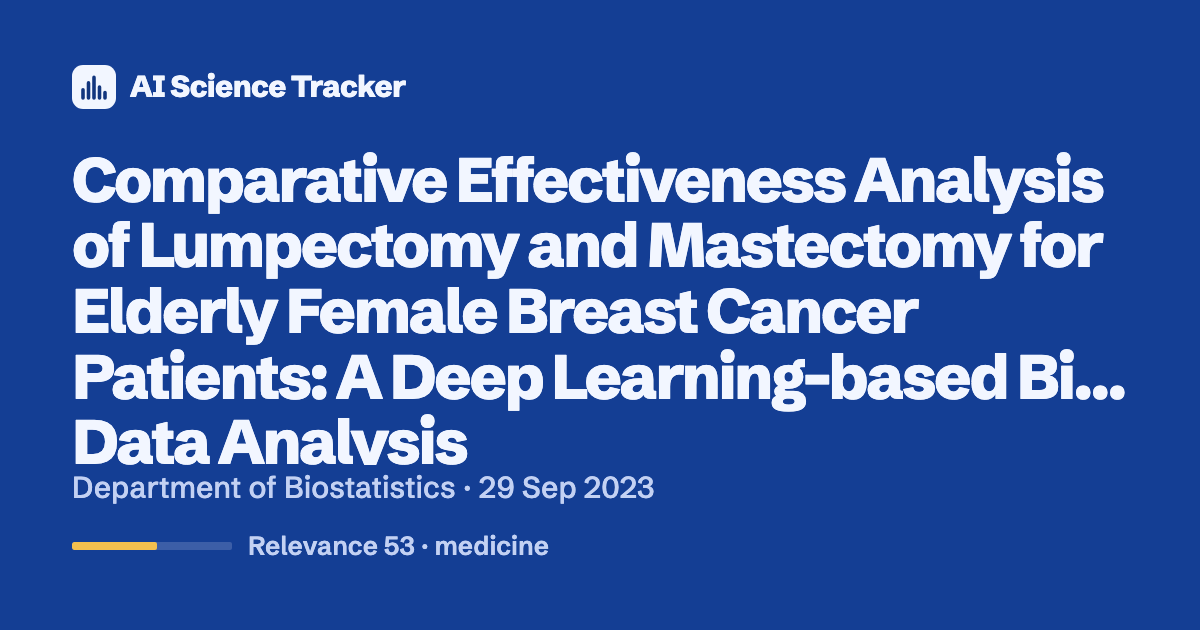 AI Science Tracker
Comparative Effectiveness Analysis
of Lumpectomy and Mastectomy for
Elderly Female Breast Cancer
Patients: A Deep Learning-based Bi...
Data Analysis
Department of Biostatistics · 29 Sep 2023
Relevance 53 · medicine